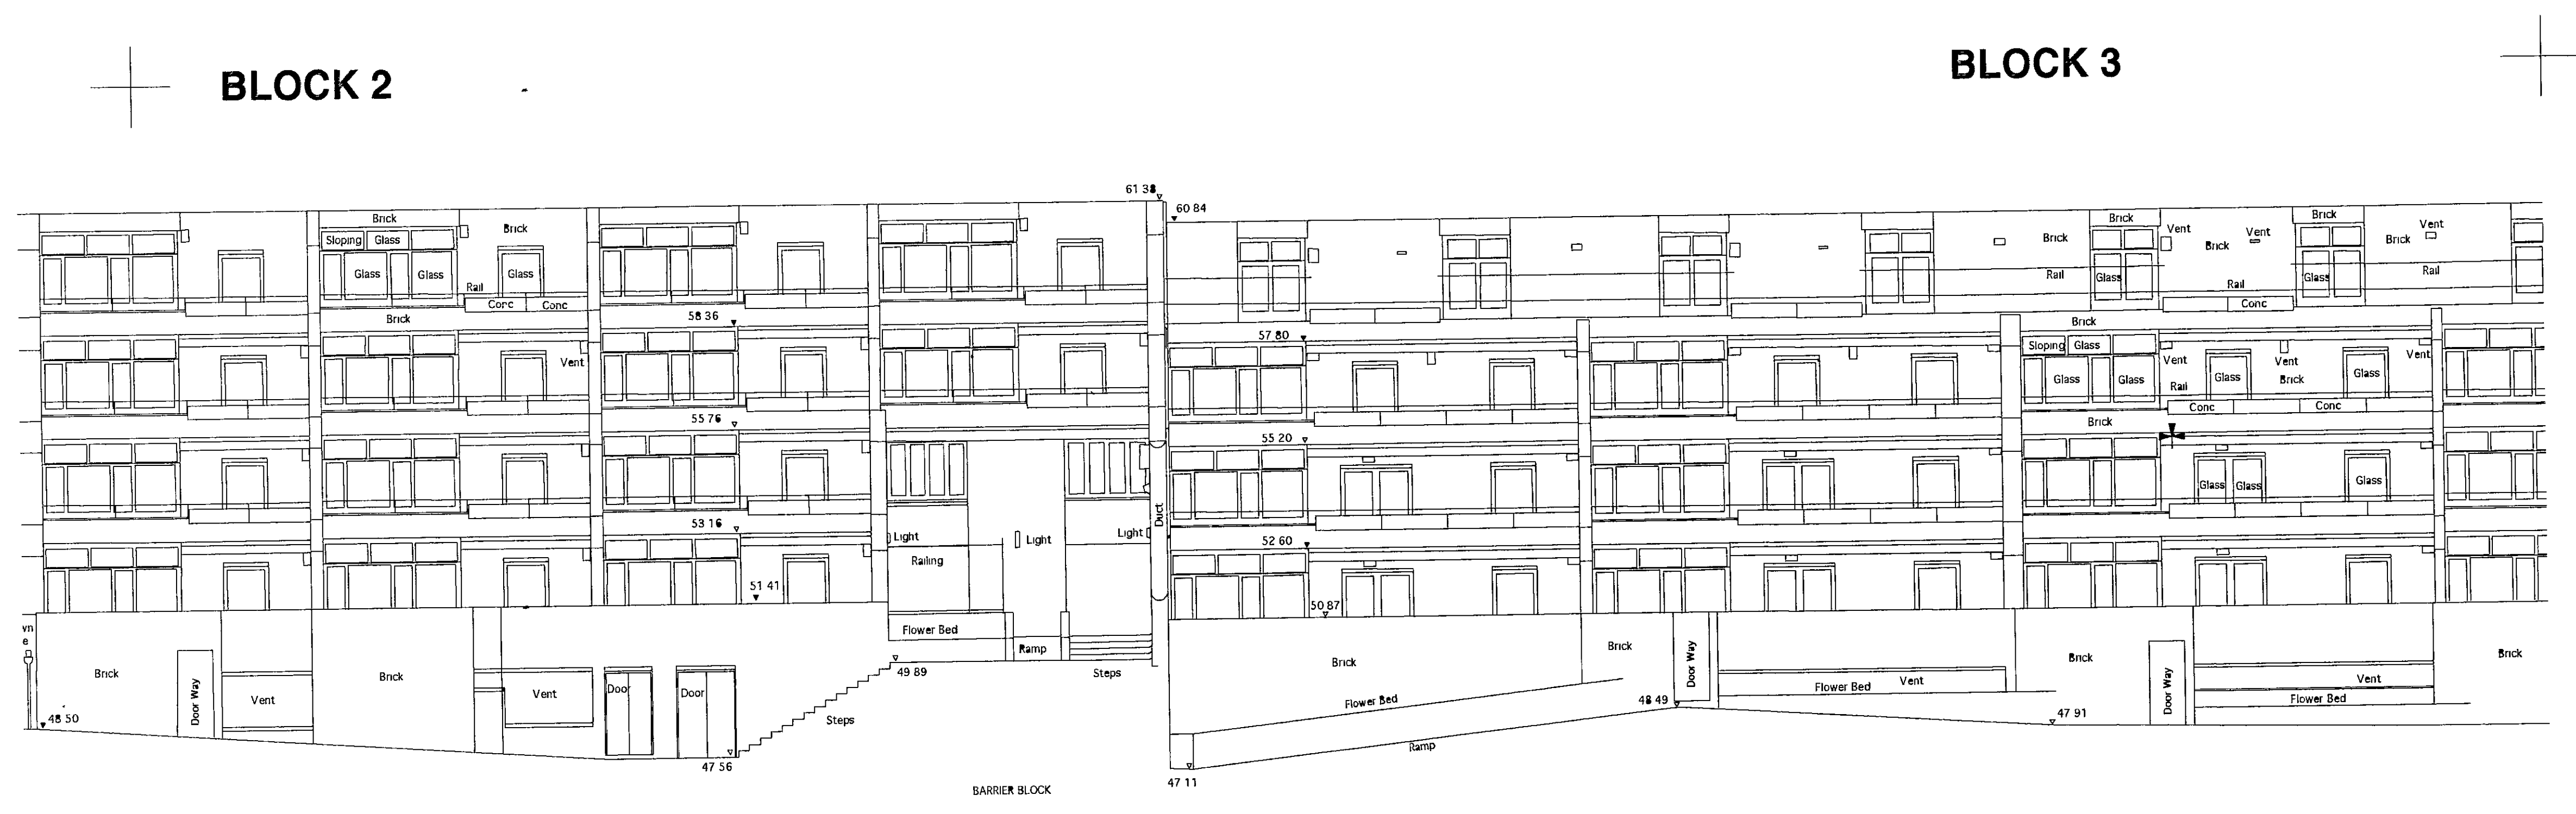 BLOCK 2
BLOCK 3
61 38
60 84
Brick
Brick
Sloping
Glass
Glass
Glass
Glass
Rail
Conc
Conc
Brick
Brick
Vent
Brick
Vent
Brick
Brick
Vent
Brick
Rail
Glass
Rail
Glass
Rail
Conc
58 36
57 80
Brick
Vent
Sloping
Glass
Vent
Vent
Vent
Glass
Glass
Rail
Glass
Brick
Glass
Conc
Conc
55 76
55 20
Brick
Glass
Glass
Glass
53 16
52 60
Duct
Light
Light
Light
Railing
51 41
50 87
vn
e
Flower Bed
Ramp
Steps
49 89
Brick
Door Way
Vent
Brick
Vent
Door
Door
Steps
48 50
47 56
Brick
Flower Bed
Brick
Door Way
48 49
Ramp
47 11
Flower Bed
Vent
Brick
47 91
Door Way
Vent
Flower Bed
Brick
BARRIER BLOCK